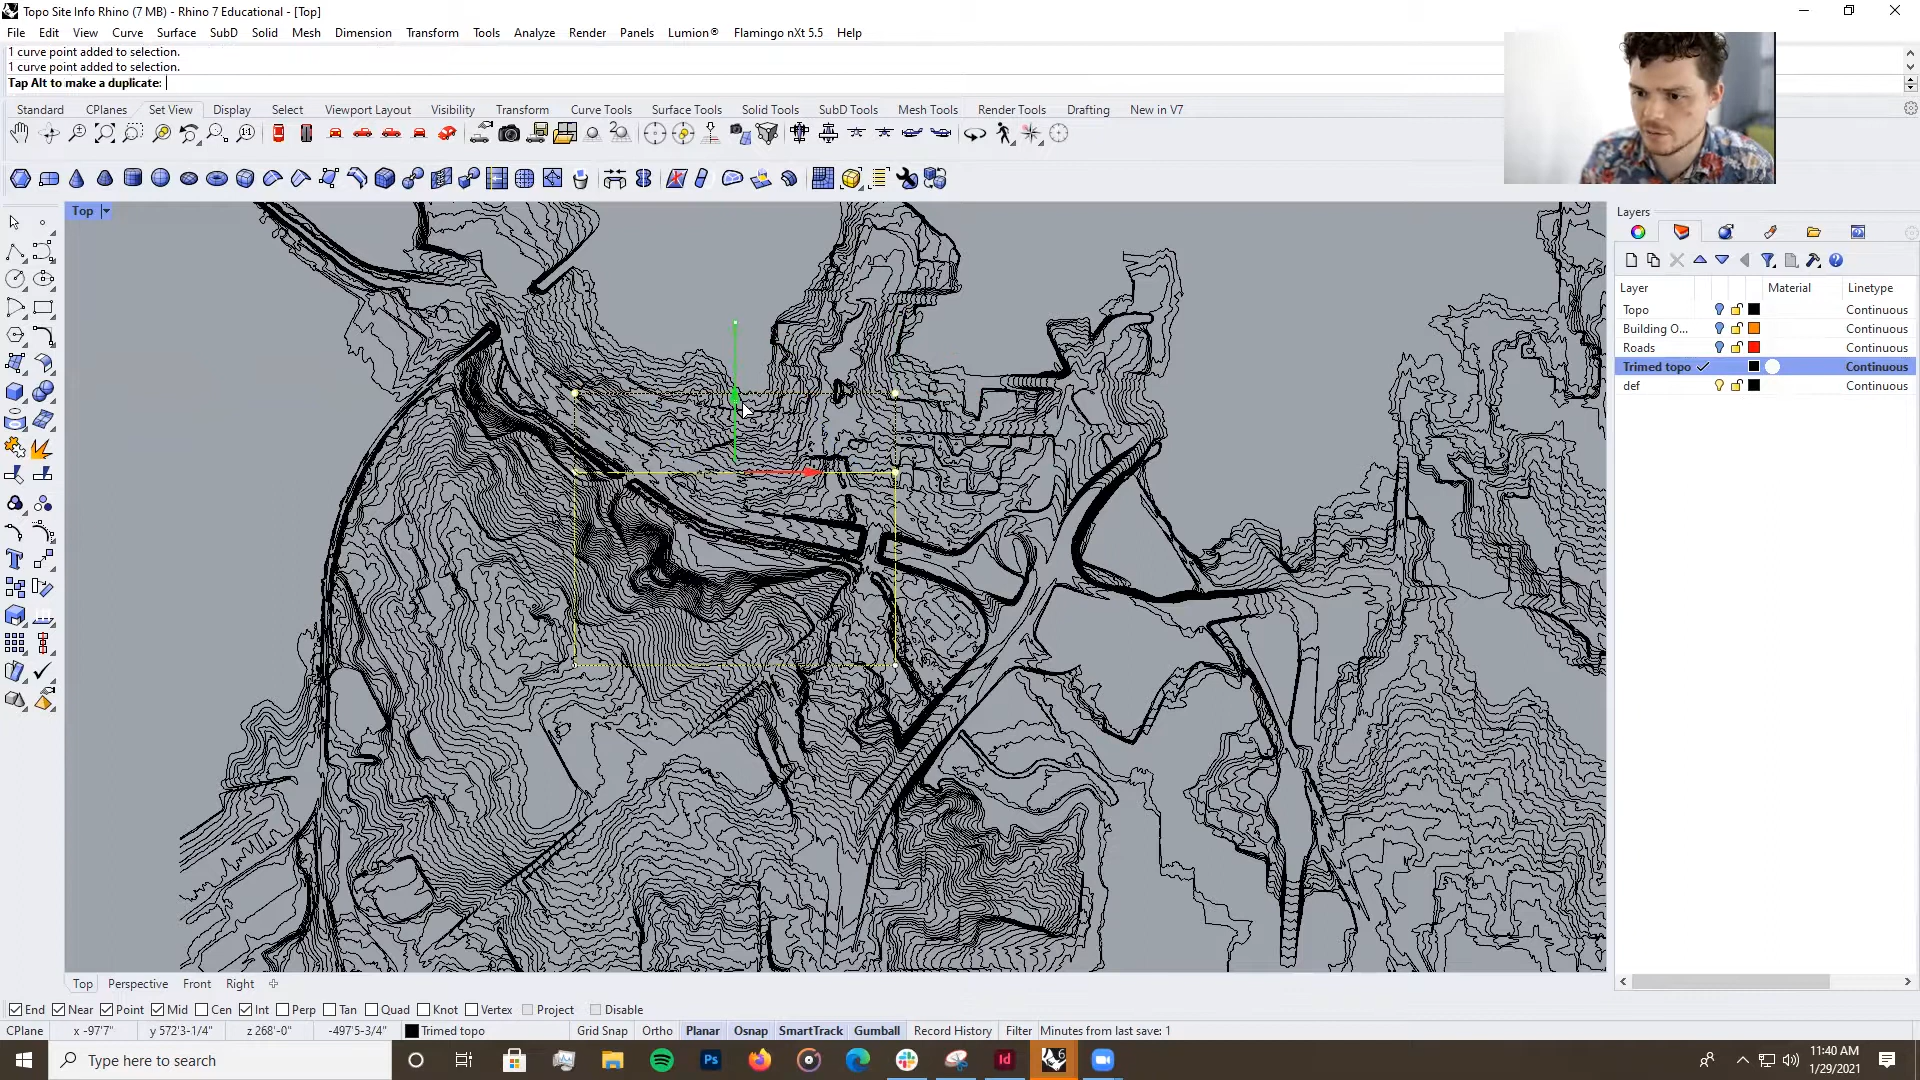 Topo Site Info Rhino (7 MB) - Rhino 7 Educational - [Top]
File Edit View Curve Surface SubD Solid Mesh Dimension Transform Tools Analyze Render Panels Lumion® Flamingo nXt 5.5 Help
1 curve point added to selection.
1 curve point added to selection.
Tap Alt to make a duplicate:
Standard CPlanes Set View Display Select Viewport Layout Visibility Transform Curve Tools Surface Tools Solid Tools SubD Tools Mesh Tools Render Tools Drafting New in V7
Top
Layers
Layer Material Linetype
Topo Continuous
Building O... Continuous
Roads Continuous
Trimed topo Continuous
def Continuous
Top Perspective Front Right
End Near Point Mid Cen Int Perp Tan Quad Knot Vertex Project Disable
CPlane x -97'7" y 572'3-1/4" z 268'-0" -497'5-3/4" Trimed topo Grid Snap Ortho Planar Osnap SmartTrack Gumball Record History Filter Minutes from last save: 1
Type here to search
Ps
Id
6
11:40 AM
1/29/2021